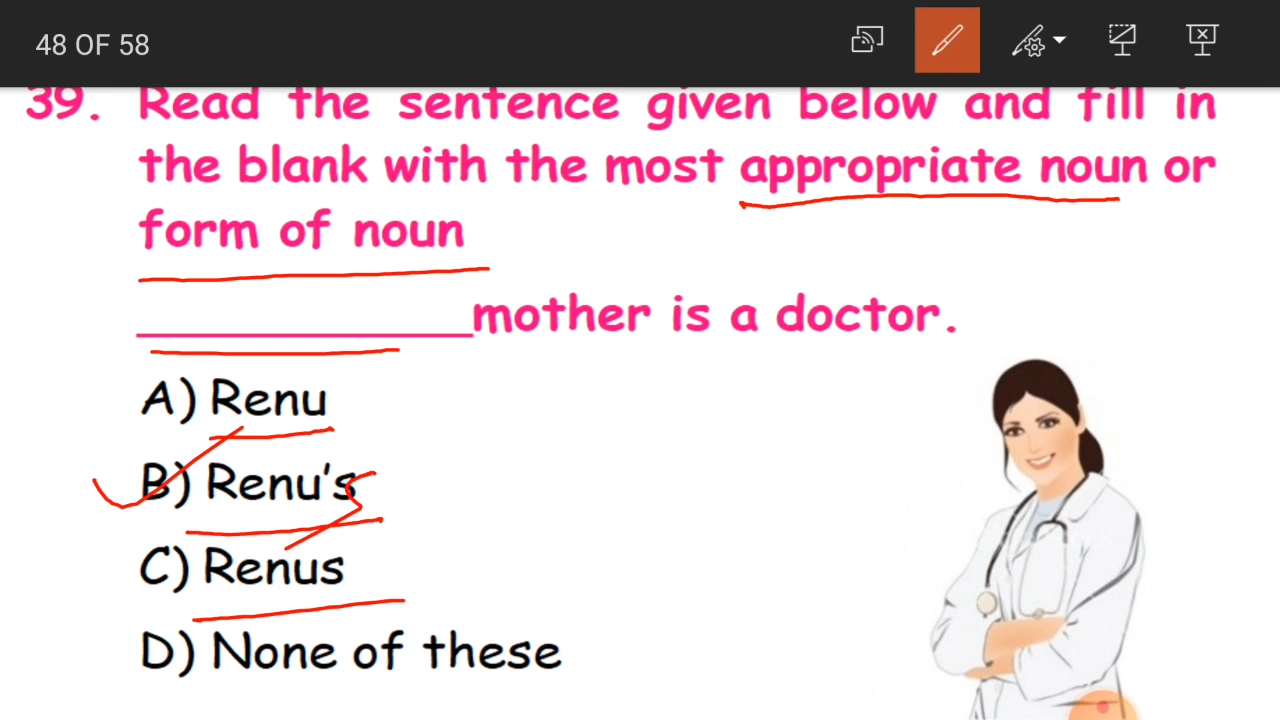 48 OF 58
39. Read the sentence given below and fill in
the blank with the most appropriate noun or
form of noun
____________mother is a doctor.
A) Renu
B) Renu's
C) Renus
D) None of these